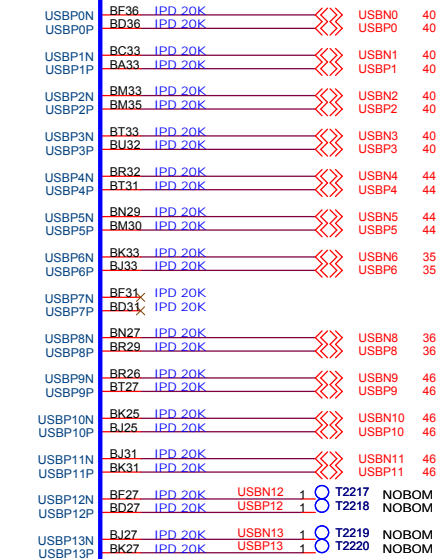 USBP0N BF36 IPD 20K USBN0 40
USBP0P BD36 IPD 20K USBP0 40
USBP1N BC33 IPD 20K USBN1 40
USBP1P BA33 IPD 20K USBP1 40
USBP2N BM33 IPD 20K USBN2 40
USBP2P BM35 IPD 20K USBP2 40
USBP3N BT33 IPD 20K USBN3 40
USBP3P BU32 IPD 20K USBP3 40
USBP4N BR32 IPD 20K USBN4 44
USBP4P BT31 IPD 20K USBP4 44
USBP5N BN29 IPD 20K USBN5 44
USBP5P BM30 IPD 20K USBP5 44
USBP6N BK33 IPD 20K USBN6 35
USBP6P BJ33 IPD 20K USBP6 35
USBP7N BF31 IPD 20K
USBP7P BD31 IPD 20K
USBP8N BN27 IPD 20K USBN8 36
USBP8P BR29 IPD 20K USBP8 36
USBP9N BR26 IPD 20K USBN9 46
USBP9P BT27 IPD 20K USBP9 46
USBP10N BK25 IPD 20K USBN10 46
USBP10P BJ25 IPD 20K USBP10 46
USBP11N BJ31 IPD 20K USBN11 46
USBP11P BK31 IPD 20K USBP11 46
USBP12N BF27 IPD 20K USBN12 1 T2217 NOBOM
USBP12P BD27 IPD 20K USBP12 1 T2218 NOBOM
USBP13N BJ27 IPD 20K USBN13 1 T2219 NOBOM
USBP13P BK27 IPD 20K USBP13 1 T2220 NOBOM